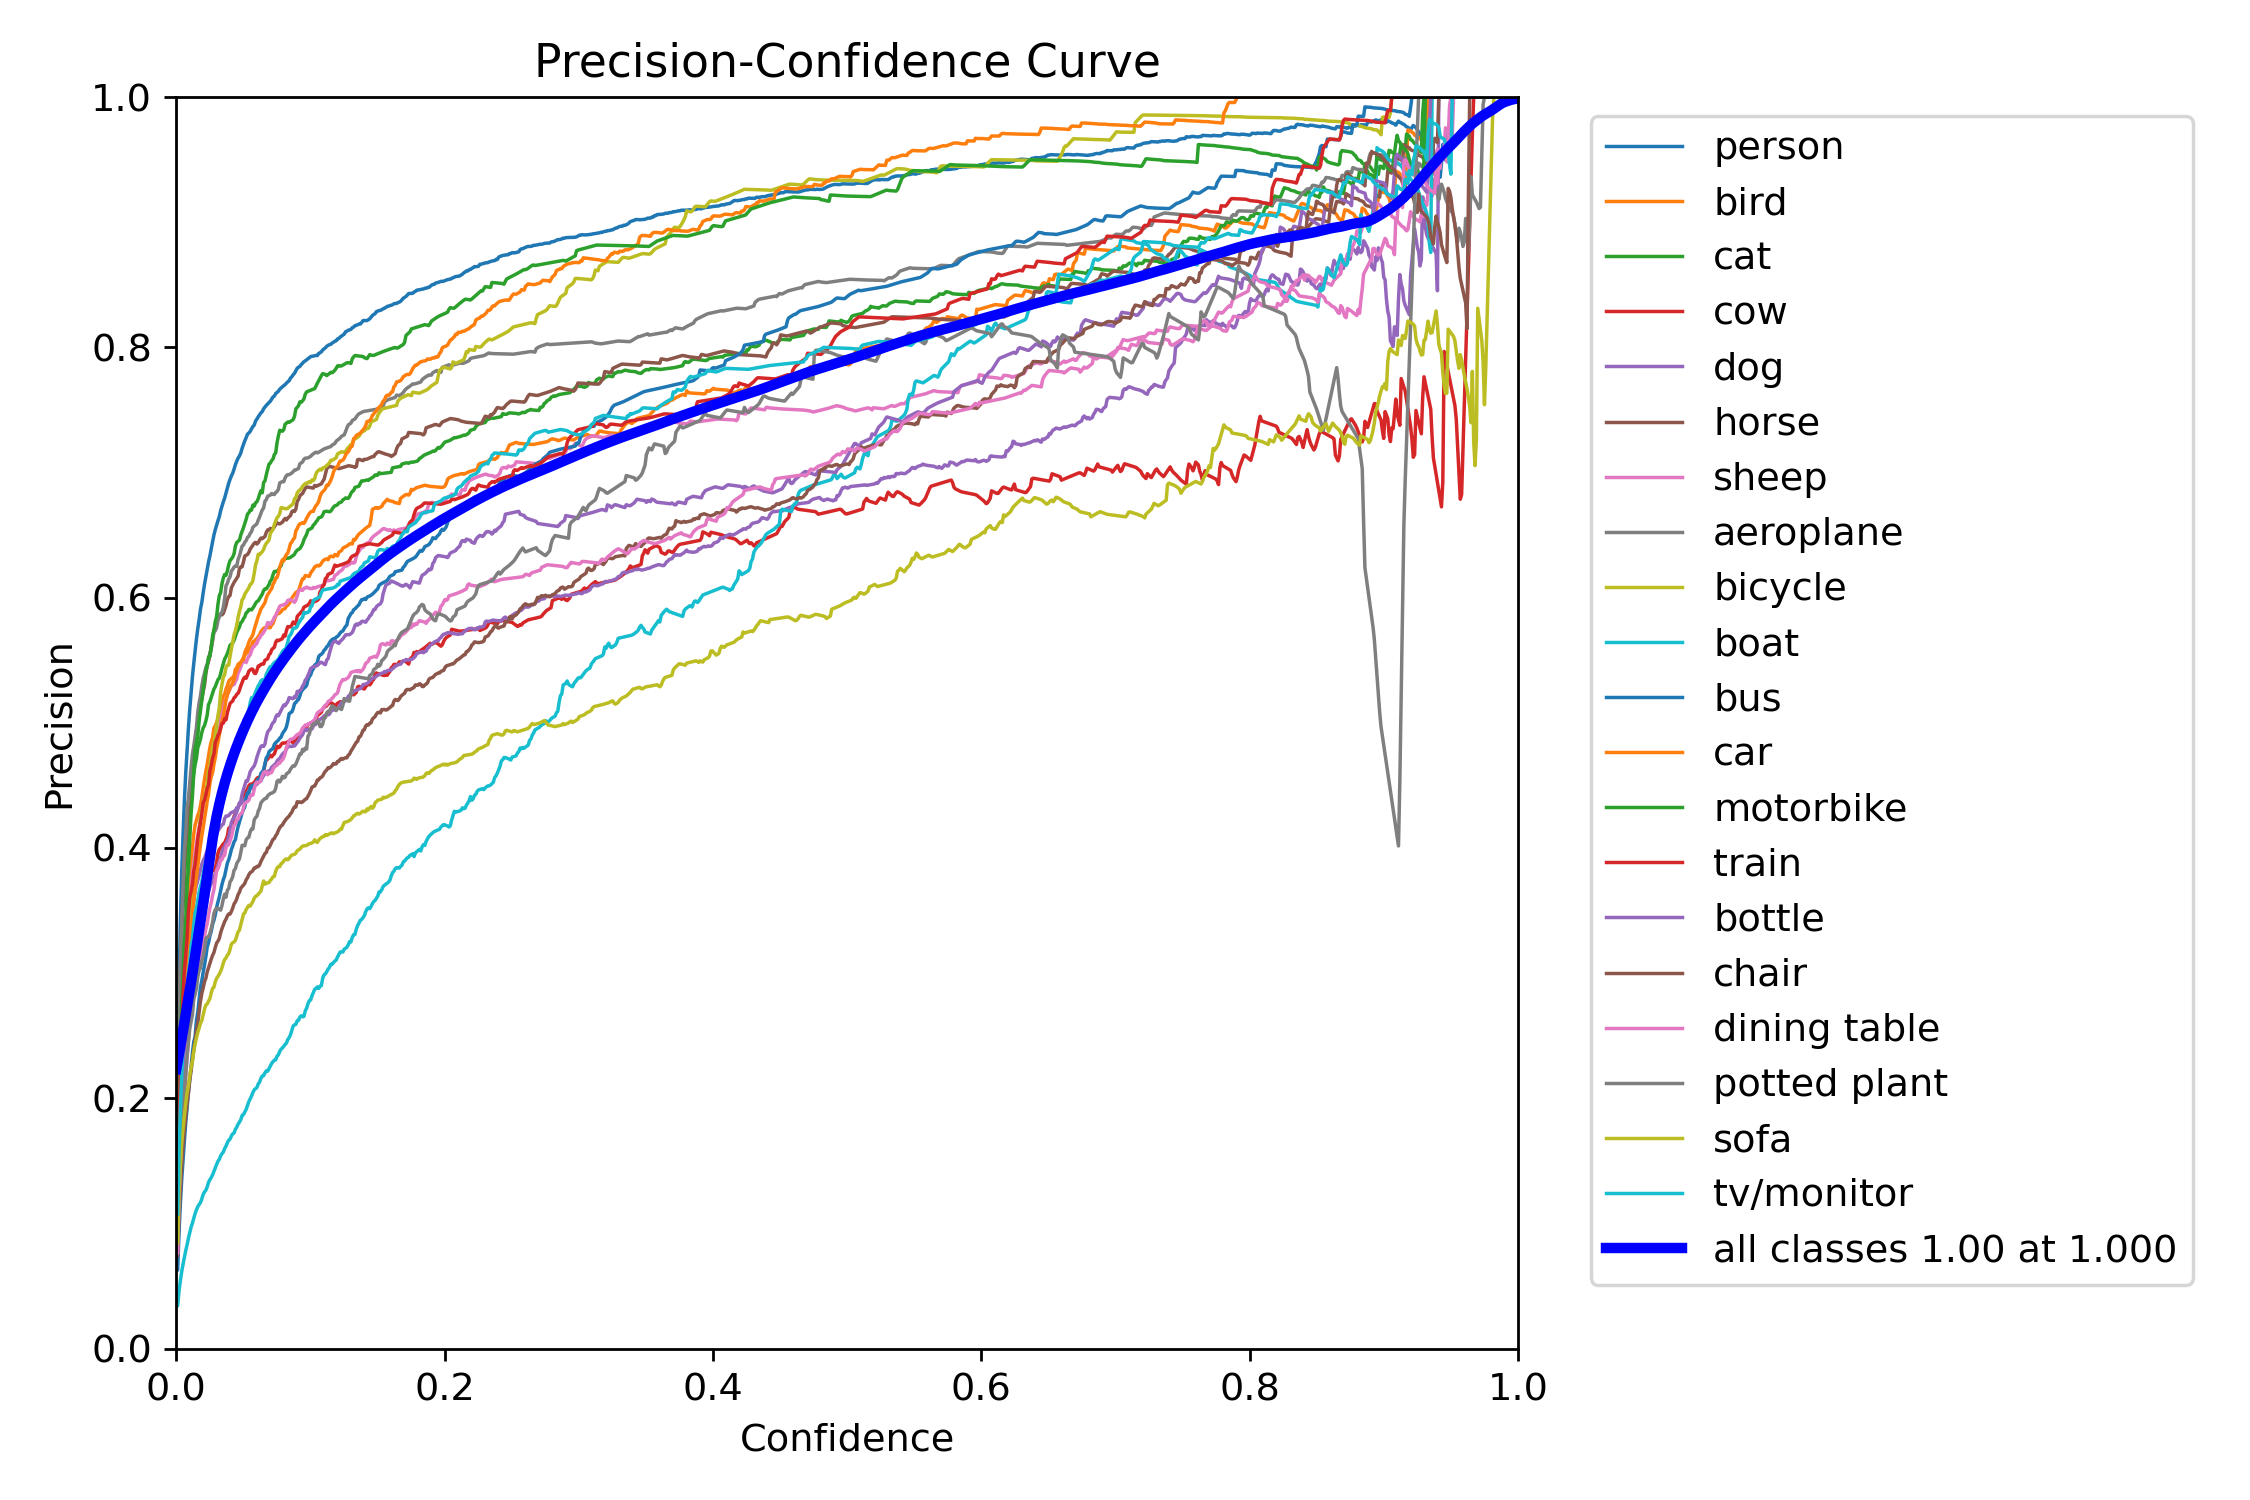 Precision-Confidence Curve
1.0
0.8
0.6
0.4
0.2
0.0
Precision
0.0 0.2 0.4 0.6 0.8 1.0
Confidence
person
bird
cat
cow
dog
horse
sheep
aeroplane
bicycle
boat
bus
car
motorbike
train
bottle
chair
dining table
potted plant
sofa
tv/monitor
all classes 1.00 at 1.000